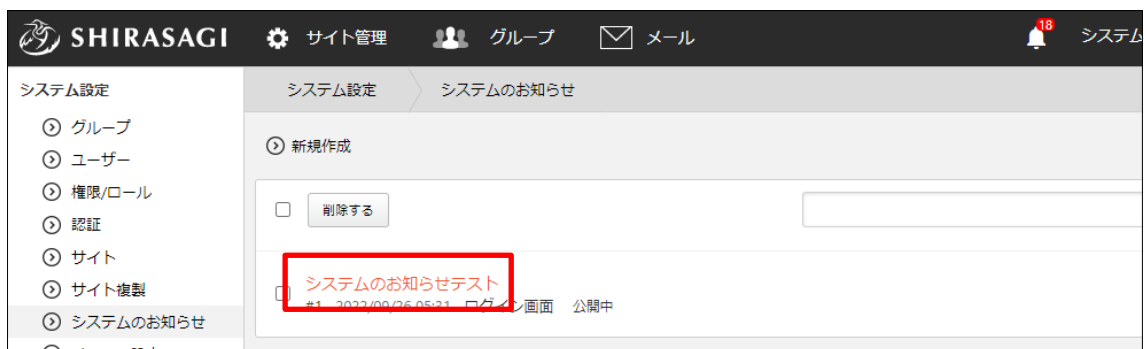 SHIRASAGI サイト管理 グループ メール 18 システム
システム設定
システム設定 システムのお知らせ
グループ
ユーザー
権限/ロール
認証
サイト
サイト複製
システムのお知らせ
新規作成
削除する
システムのお知らせテスト
#1 2022/09/26 05:31 ログイン画面 公開中